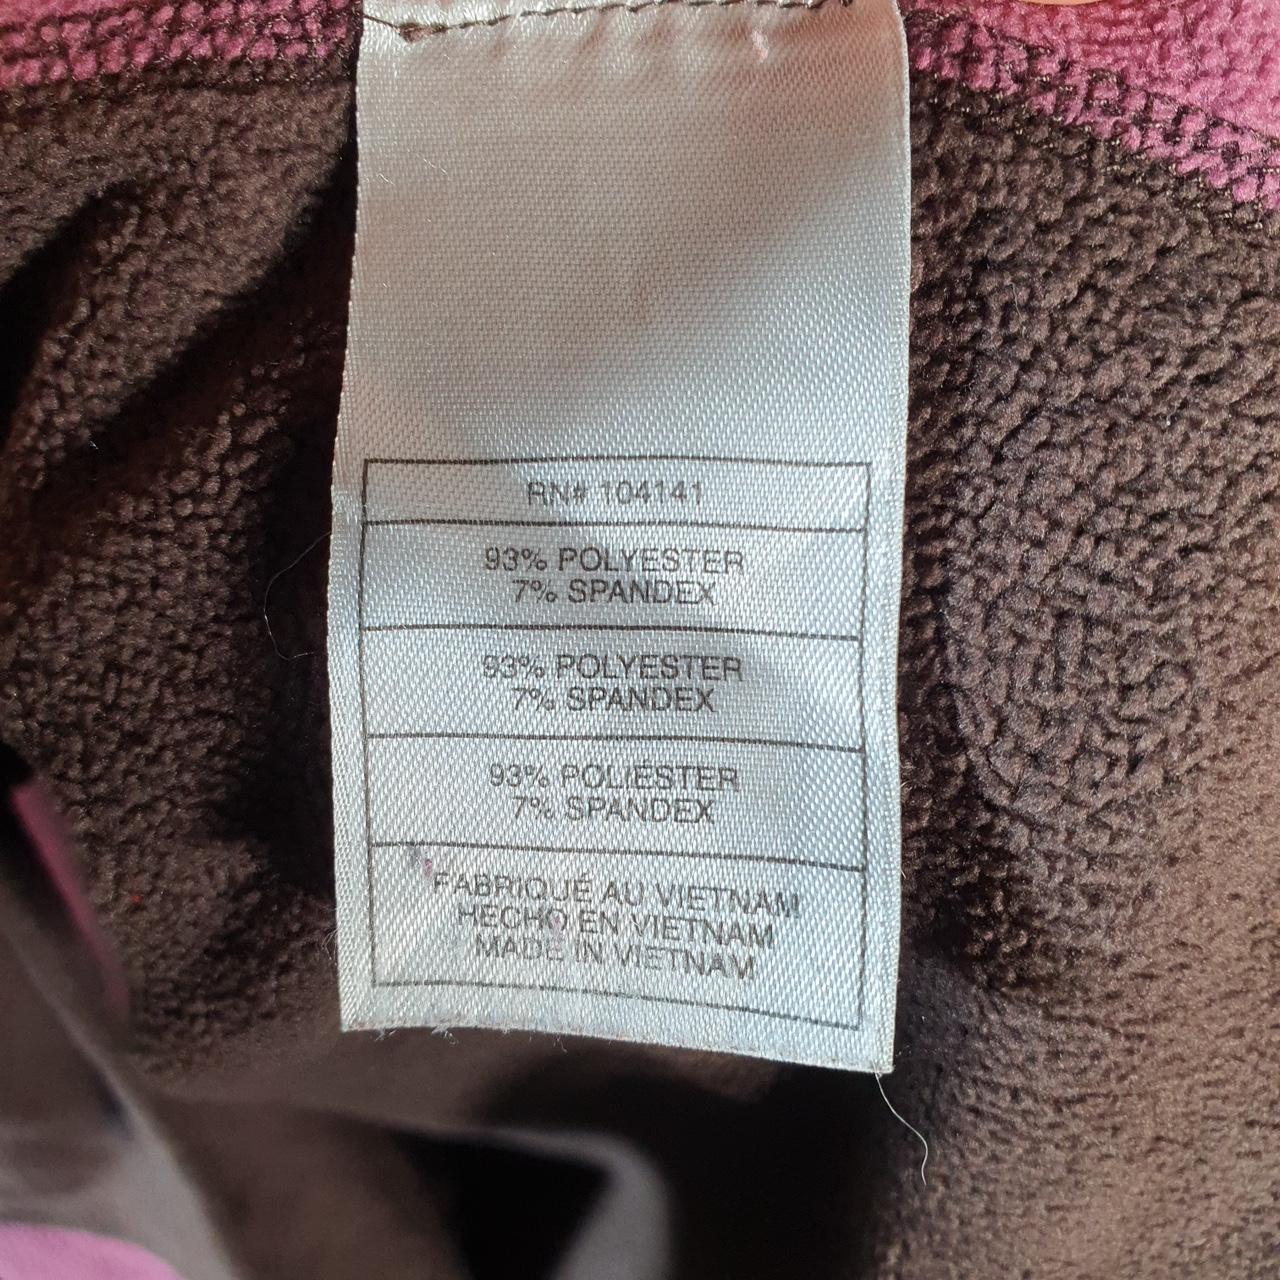 RN# 104141
93% POLYESTER
7% SPANDEX
93% POLYESTER
7% SPANDEX
93% POLIÉSTER
7% SPANDEX
FABRIQUÉ AU VIETNAM
HECHO EN VIETNAM
MADE IN VIETNAM